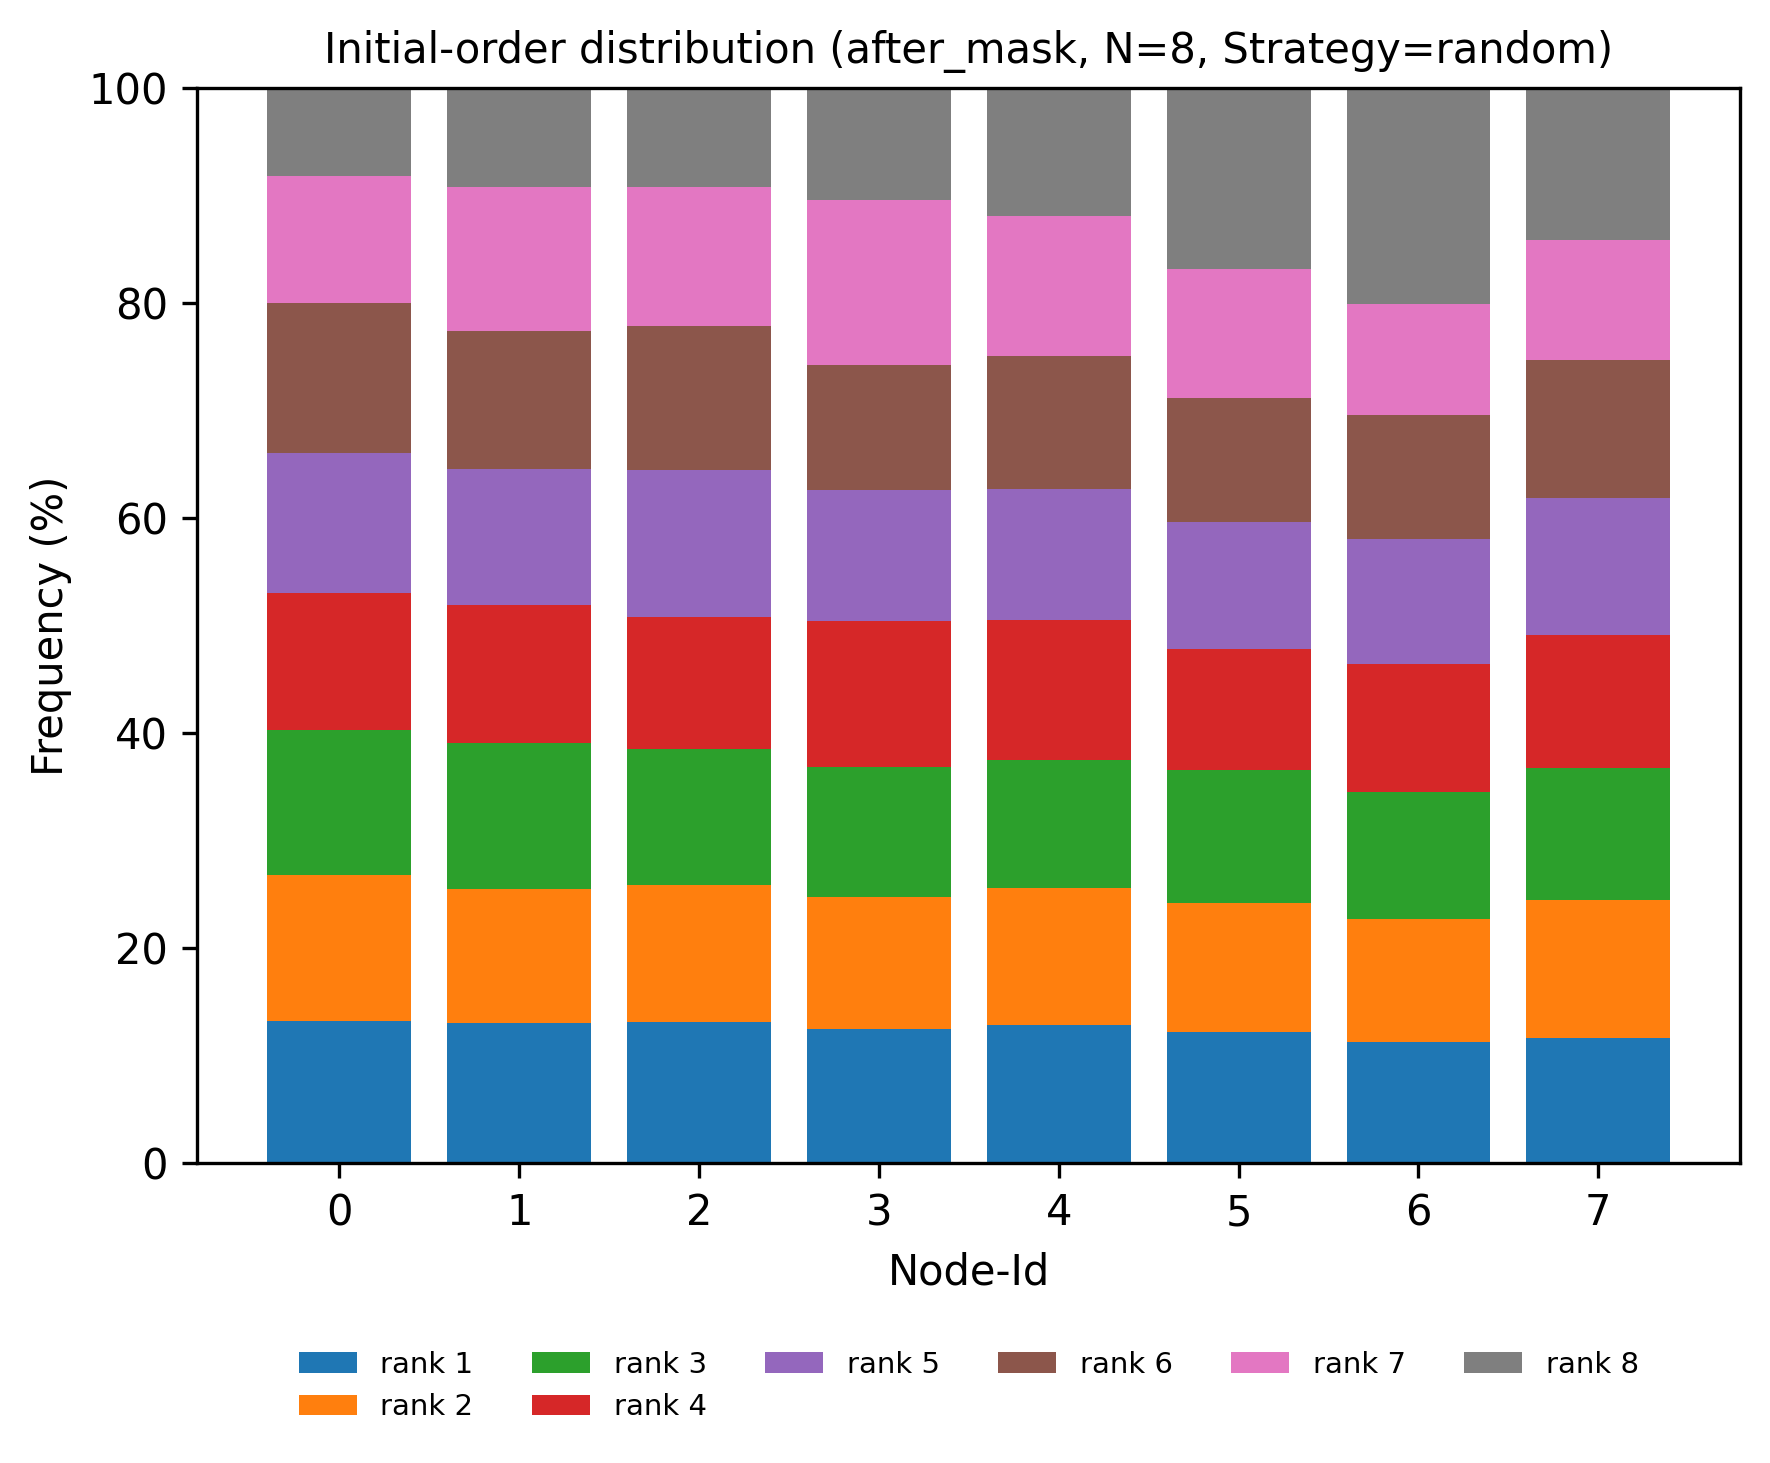 Initial-order distribution (after_mask, N=8, Strategy=random)
100
80
60
40
20
0
Frequency (%)
0 1 2 3 4 5 6 7
Node-Id
rank 1 rank 3 rank 5 rank 6 rank 7 rank 8
rank 2 rank 4